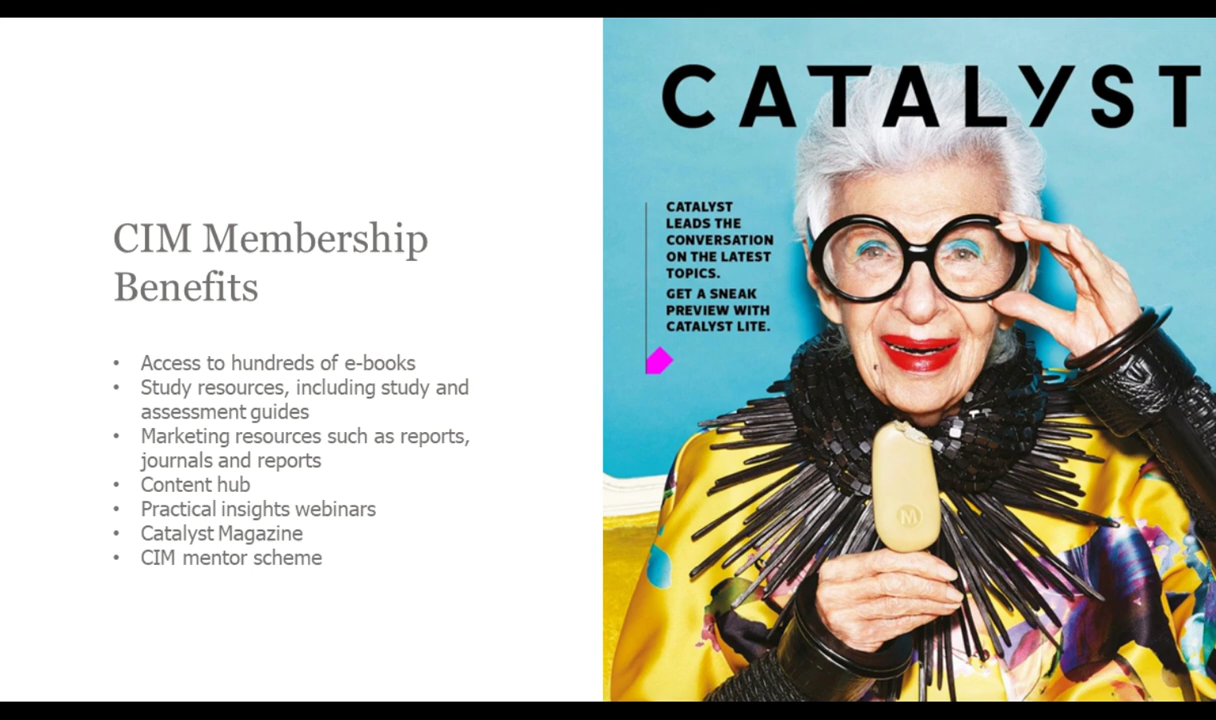 CIM Membership
Benefits
• Access to hundreds of e-books
• Study resources, including study and
assessment guides
• Marketing resources such as reports,
journals and reports
• Content hub
• Practical insights webinars
• Catalyst Magazine
• CIM mentor scheme
CATALYST
CATALYST
LEADS THE
CONVERSATION
ON THE LATEST
TOPICS.
GET A SNEAK
PREVIEW WITH
CATALYST LITE.
M